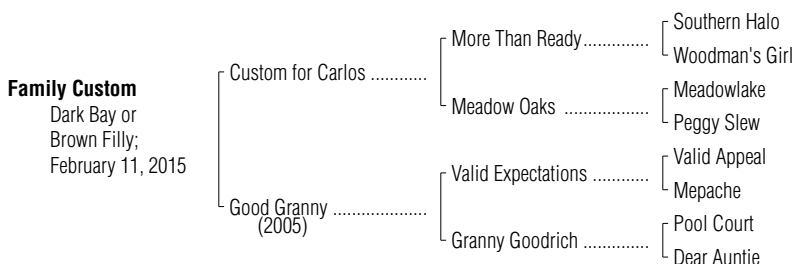 Family Custom
Dark Bay or
Brown Filly;
February 11, 2015
Custom for Carlos ............
Good Granny ....................
(2005)
More Than Ready..............
Meadow Oaks ..................
Valid Expectations ............
Granny Goodrich ..............
Southern Halo
Woodman's Girl
Meadowlake
Peggy Slew
Valid Appeal
Mepache
Pool Court
Dear Auntie